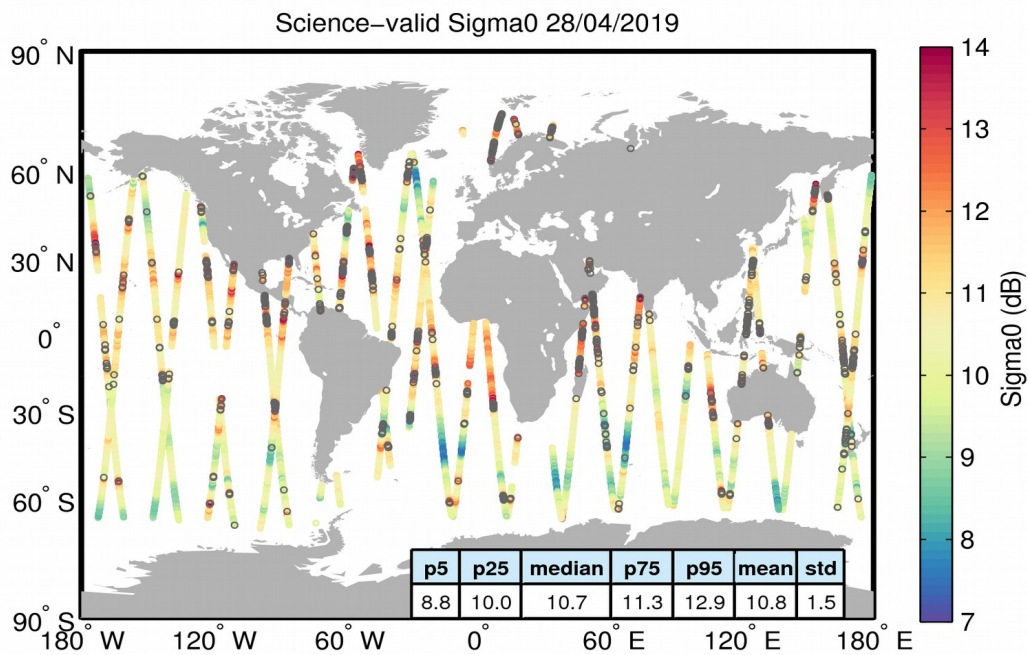 Science–valid Sigma0 28/04/2019
90° N
60° N
30° N
0°
30° S
60° S
90° S
180° W
120° W
60° W
0°
60° E
120° E
180° E
p5 p25 median p75 p95 mean std
8.8 10.0 10.7 11.3 12.9 10.8 1.5
14
13
12
11
10
9
8
7
Sigma0 (dB)